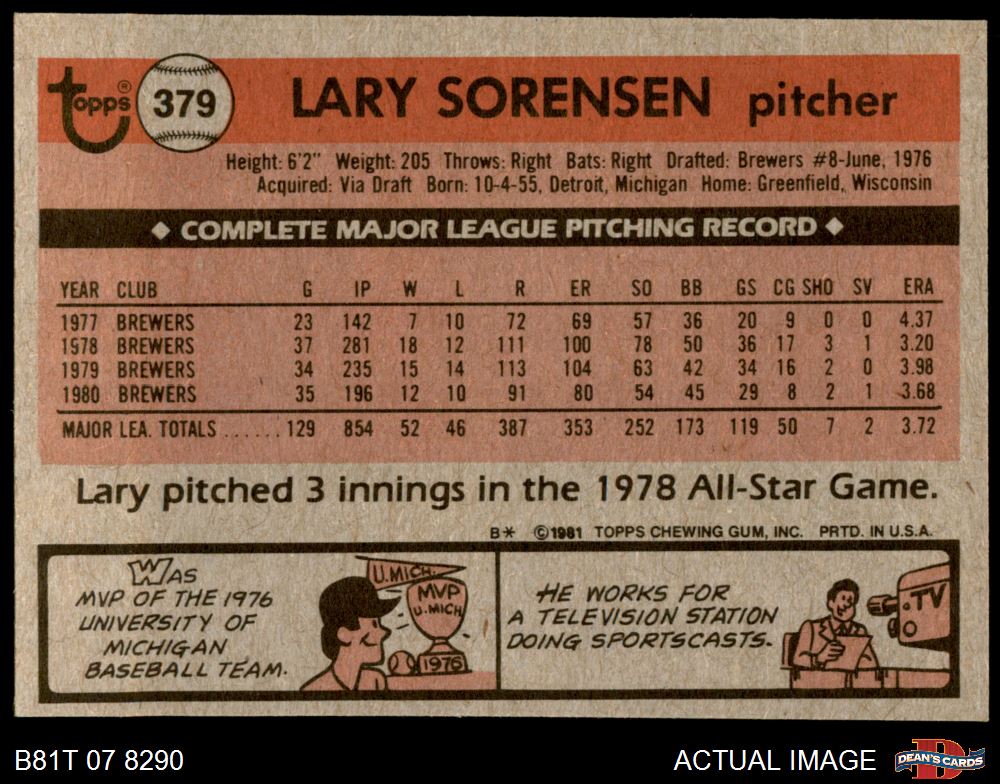 Topps® 379 LARY SORENSEN pitcher
Height: 6'2" Weight: 205 Throws: Right Bats: Right Drafted: Brewers #8-June, 1976
Acquired: Via Draft Born: 10-4-55, Detroit, Michigan Home: Greenfield, Wisconsin
◆ COMPLETE MAJOR LEAGUE PITCHING RECORD ◆
YEAR CLUB G IP W L R ER SO BB GS CG SHO SV ERA
1977 BREWERS 23 142 7 10 72 69 57 36 20 9 0 0 4.37
1978 BREWERS 37 281 18 12 111 100 78 50 36 17 3 1 3.20
1979 BREWERS 34 235 15 14 113 104 63 42 34 16 2 0 3.98
1980 BREWERS 35 196 12 10 91 80 54 45 29 8 2 1 3.68
MAJOR LEA. TOTALS ...... 129 854 52 46 387 353 252 173 119 50 7 2 3.72
Lary pitched 3 innings in the 1978 All-Star Game.
B* ©1981 TOPPS CHEWING GUM, INC. PRTD. IN U.S.A.
WAS
MVP OF THE 1976
UNIVERSITY OF
MICHIGAN
BASEBALL TEAM.
U. MICH.
MVP
U. MICH
1976
HE WORKS FOR
A TELEVISION STATION
DOING SPORTSCASTS.
TV
B81T 07 8290 ACTUAL IMAGE DEAN'S CARDS